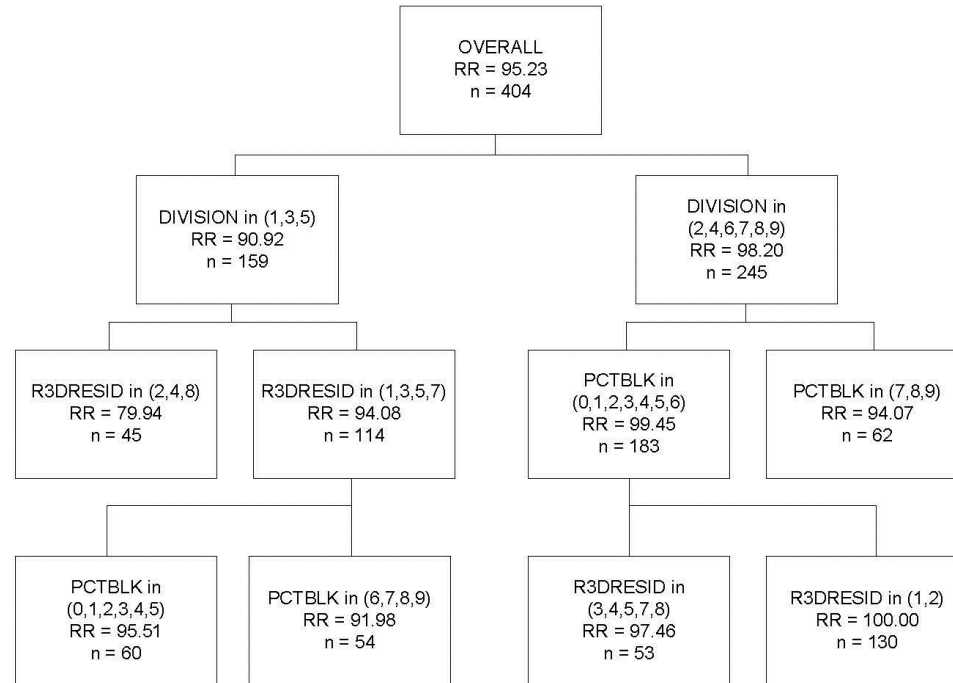 OVERALL
RR = 95.23
n = 404
DIVISION in (1,3,5)
RR = 90.92
n = 159
DIVISION in
(2,4,6,7,8,9)
RR = 98.20
n = 245
R3DRESID in (2,4,8)
RR = 79.94
n = 45
R3DRESID in (1,3,5,7)
RR = 94.08
n = 114
PCTBLK in
(0,1,2,3,4,5,6)
RR = 99.45
n = 183
PCTBLK in (7,8,9)
RR = 94.07
n = 62
PCTBLK in
(0,1,2,3,4,5)
RR = 95.51
n = 60
PCTBLK in (6,7,8,9)
RR = 91.98
n = 54
R3DRESID in
(3,4,5,7,8)
RR = 97.46
n = 53
R3DRESID in (1,2)
RR = 100.00
n = 130